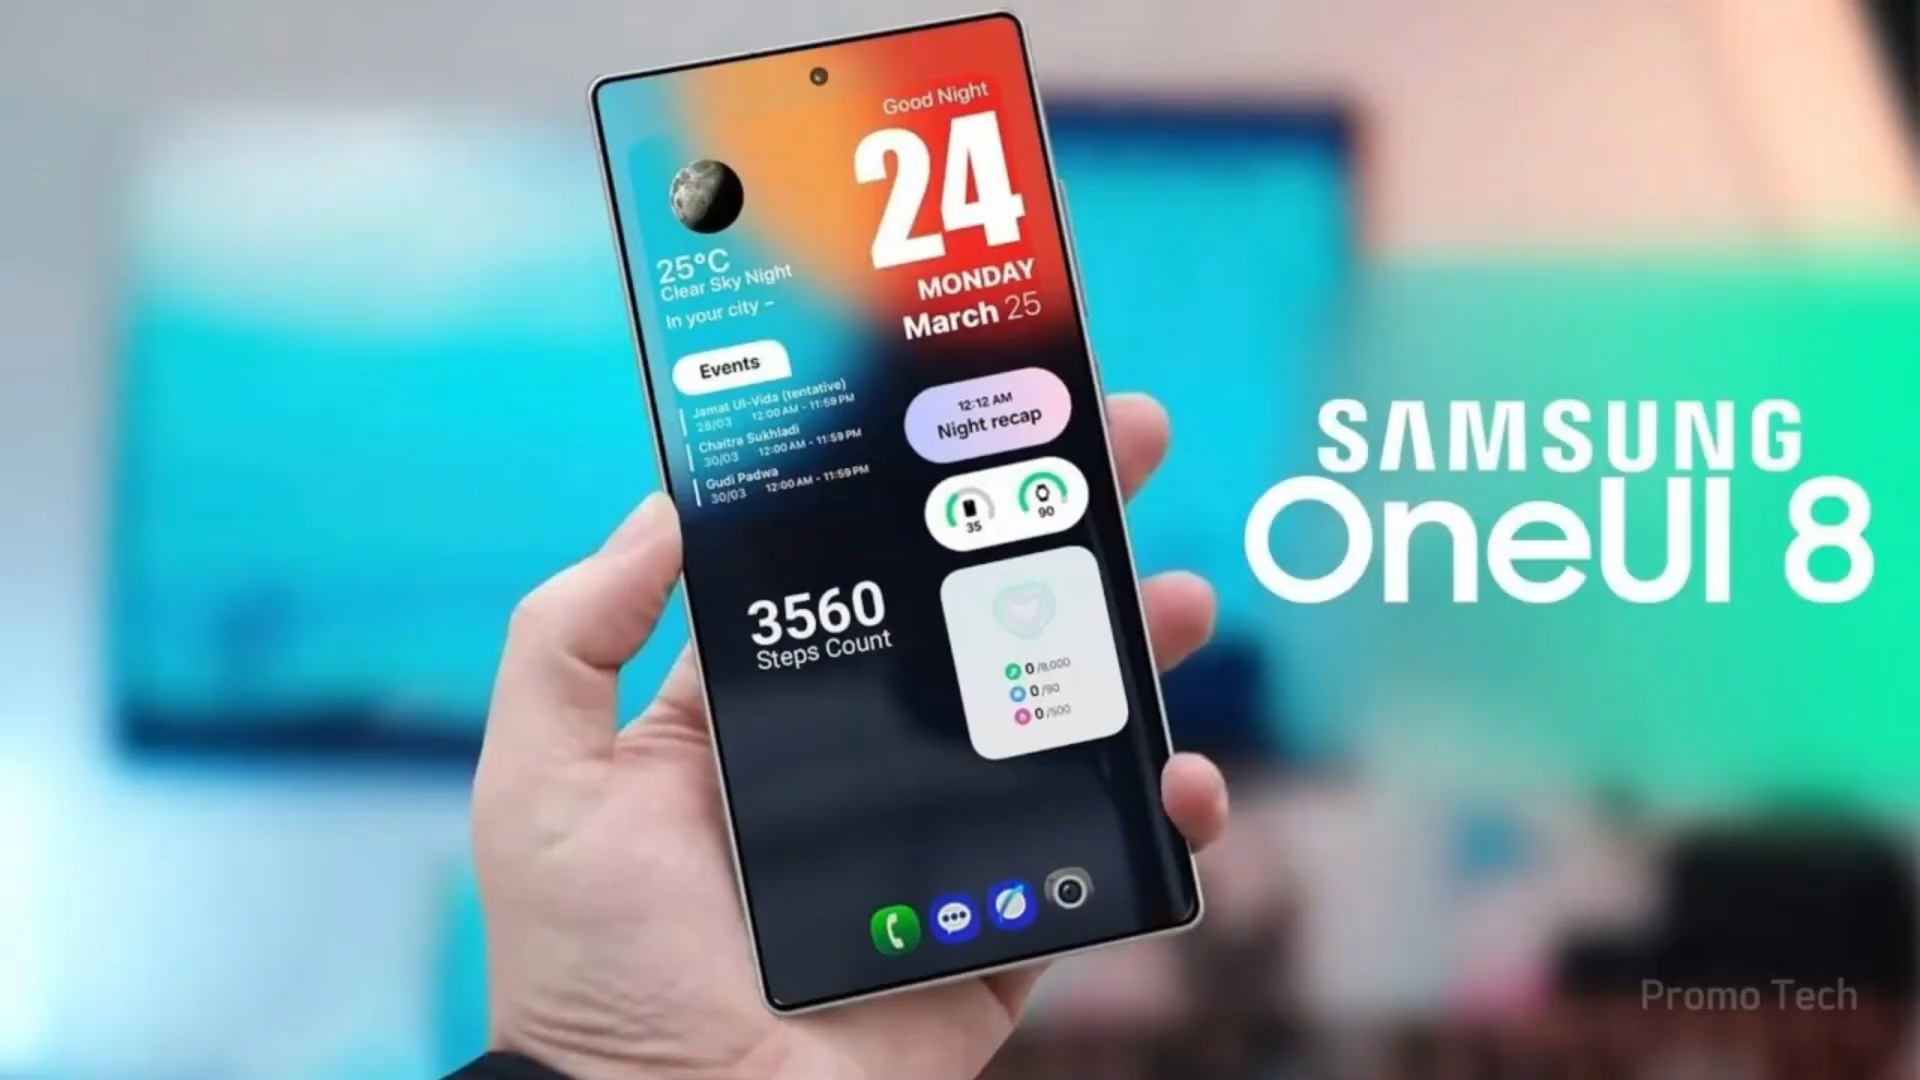 Good Night
24
MONDAY
March 25
25°C
Clear Sky Night
In your city –
Events
Jamat Ul-Vida (tentative)
28/03 12:00 AM - 11:59 PM
Chaitra Sukhladi
30/03 12:00 AM - 11:59 PM
Gudi Padwa
30/03 12:00 AM - 11:59 PM
12:12 AM
Night recap
35 90
3560
Steps Count
0 /8,000
0 /90
0 /500
SAMSUNG
OneUI 8
Promo Tech